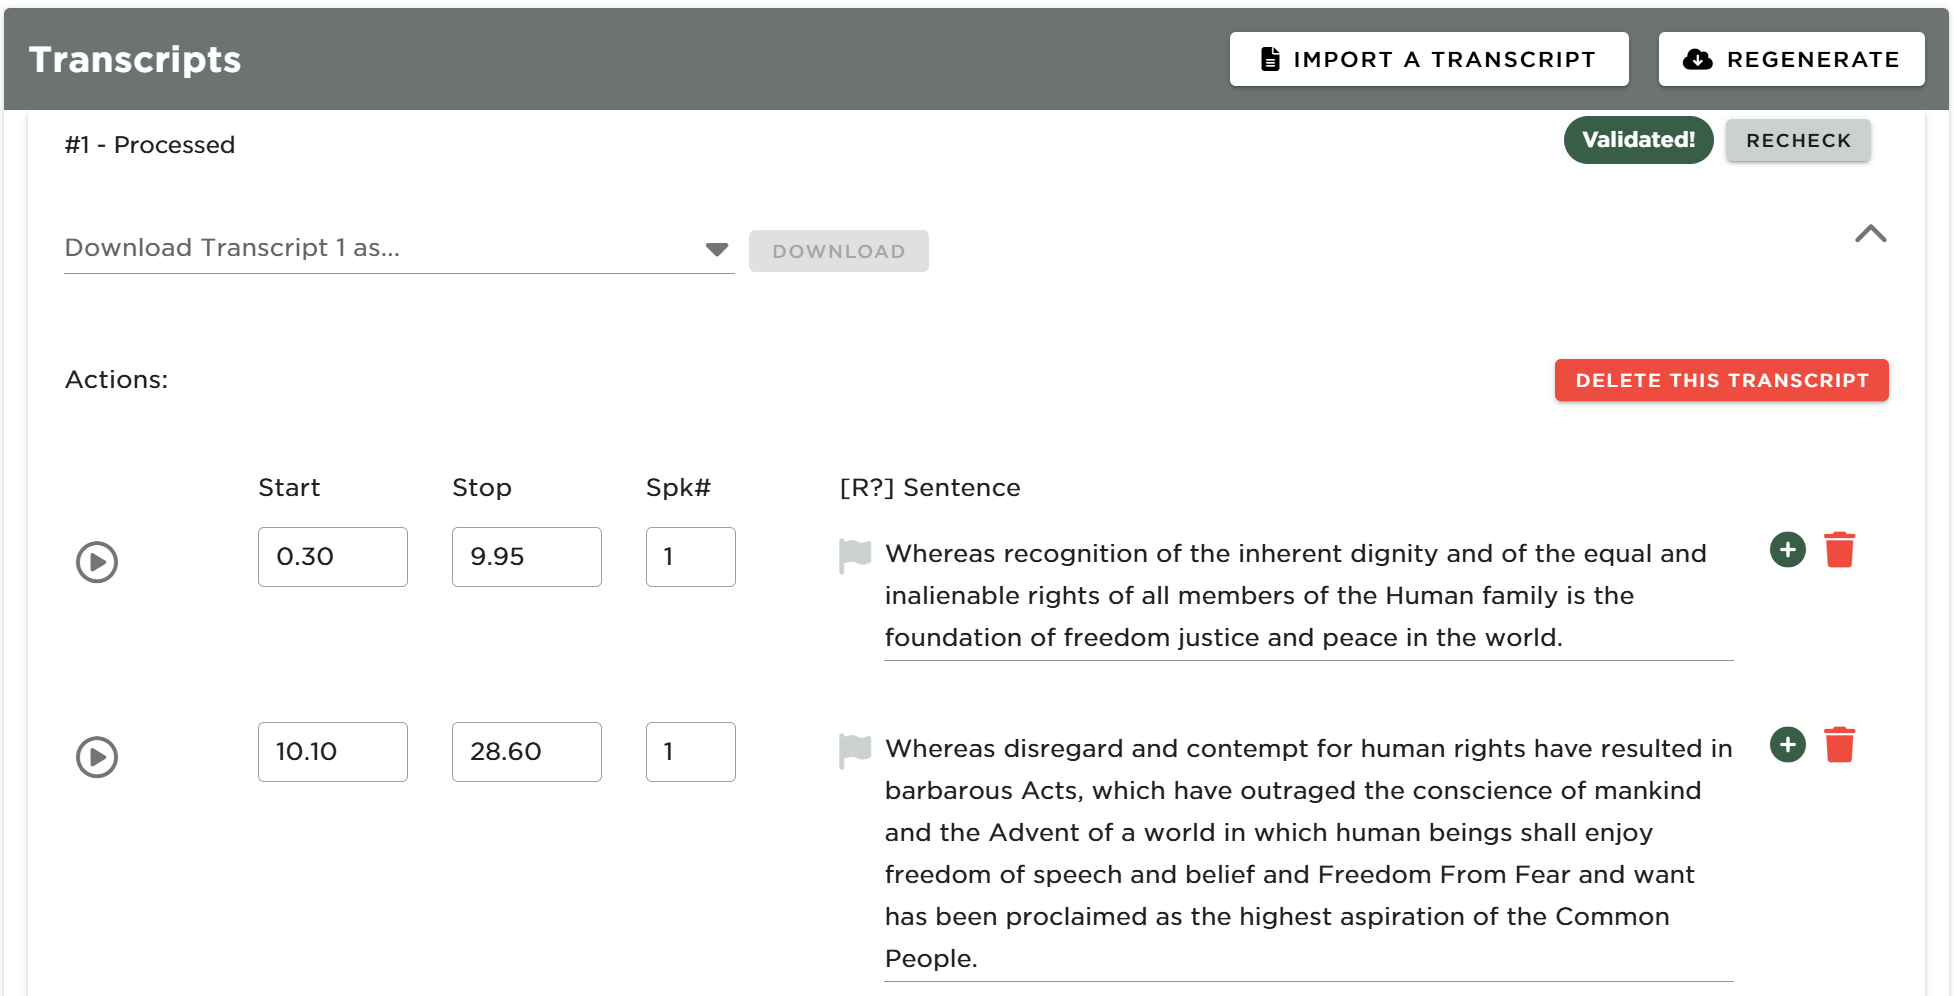 Transcripts
IMPORT A TRANSCRIPT
REGENERATE
#1 - Processed
Validated!
RECHECK
Download Transcript 1 as...
DOWNLOAD
Actions:
DELETE THIS TRANSCRIPT
Start Stop Spk# [R?] Sentence
0.30 9.95 1 Whereas recognition of the inherent dignity and of the equal and
inalienable rights of all members of the Human family is the
foundation of freedom justice and peace in the world.
10.10 28.60 1 Whereas disregard and contempt for human rights have resulted in
barbarous Acts, which have outraged the conscience of mankind
and the Advent of a world in which human beings shall enjoy
freedom of speech and belief and Freedom From Fear and want
has been proclaimed as the highest aspiration of the Common
People.